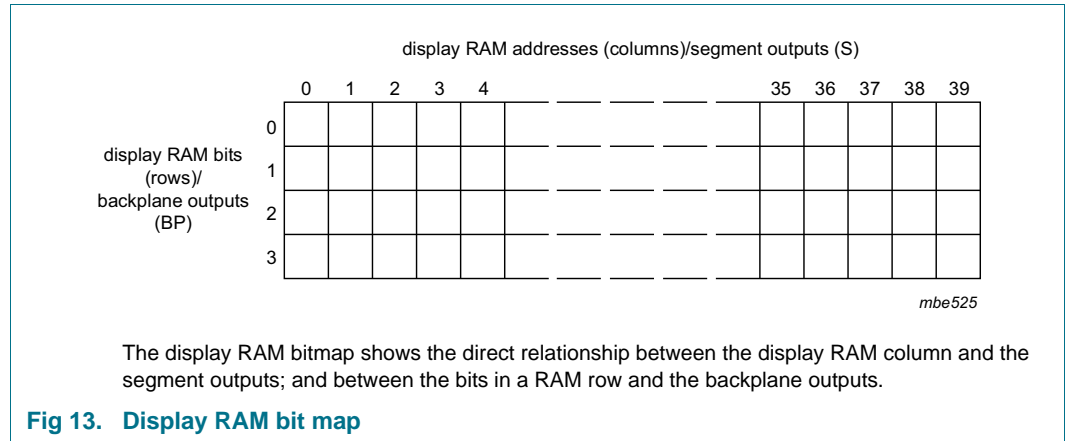 display RAM addresses (columns)/segment outputs (S)
0 1 2 3 4 35 36 37 38 39
0
display RAM bits
(rows)/
backplane outputs
(BP)
1
2
3
mbe525
The display RAM bitmap shows the direct relationship between the display RAM column and the
segment outputs; and between the bits in a RAM row and the backplane outputs.
Fig 13. Display RAM bit map